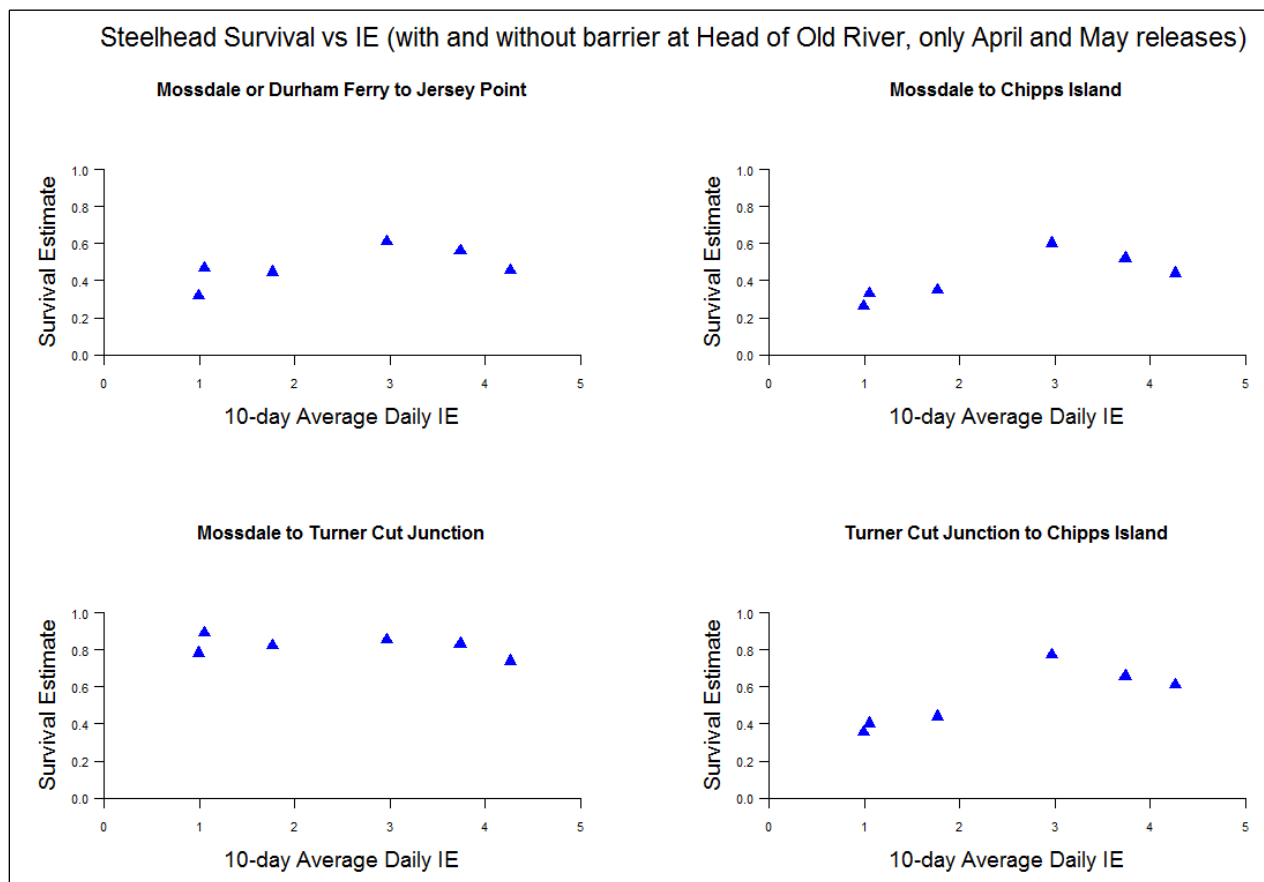 Steelhead Survival vs IE (with and without barrier at Head of Old River, only April and May releases)
Mossdale or Durham Ferry to Jersey Point
Survival Estimate
1.0
0.8
0.6
0.4
0.2
0.0
0 1 2 3 4 5
10-day Average Daily IE
Mossdale to Chipps Island
Survival Estimate
1.0
0.8
0.6
0.4
0.2
0.0
0 1 2 3 4 5
10-day Average Daily IE
Mossdale to Turner Cut Junction
Survival Estimate
1.0
0.8
0.6
0.4
0.2
0.0
0 1 2 3 4 5
10-day Average Daily IE
Turner Cut Junction to Chipps Island
Survival Estimate
1.0
0.8
0.6
0.4
0.2
0.0
0 1 2 3 4 5
10-day Average Daily IE